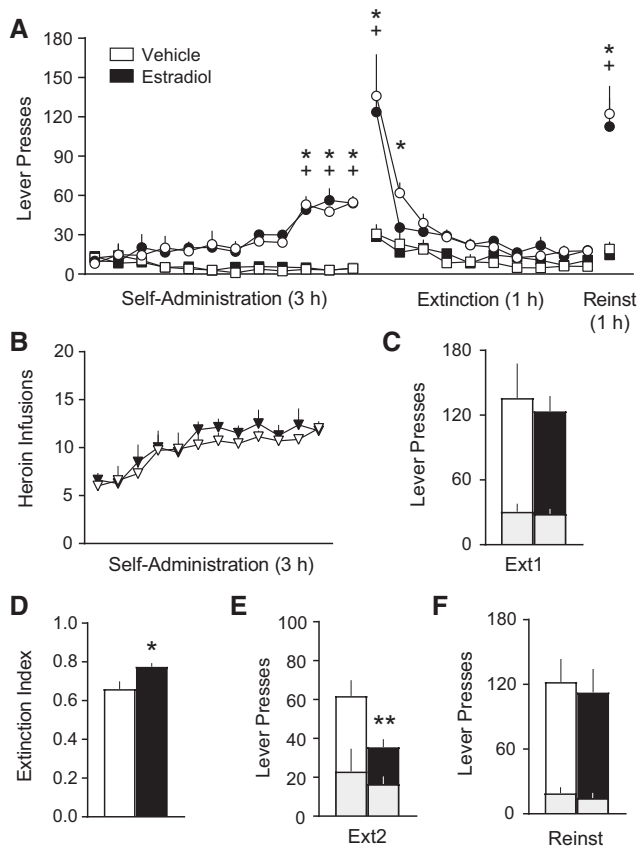 A
180
150
120
90
60
30
0
Lever Presses
Vehicle
Estradiol
* * *
+ + +
*
+
*
*
+
Self-Administration (3 h)
Extinction (1 h)
Reinst
(1 h)
B
20
15
10
5
0
Heroin Infusions
Self-Administration (3 h)
C
180
120
60
0
Lever Presses
Ext1
D
1.0
0.8
0.6
0.4
0.2
0.0
Extinction Index
*
E
100
80
60
40
20
0
Lever Presses
**
Ext2
F
180
120
60
0
Lever Presses
Reinst